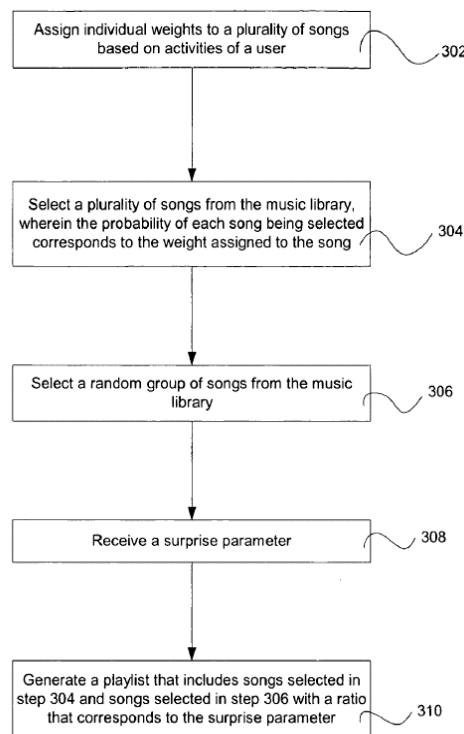 Assign individual weights to a plurality of songs
based on activities of a user
302
Select a plurality of songs from the music library,
wherein the probability of each song being selected
corresponds to the weight assigned to the song
304
Select a random group of songs from the music
library
306
Receive a surprise parameter
308
Generate a playlist that includes songs selected in
step 304 and songs selected in step 306 with a ratio
that corresponds to the surprise parameter
310